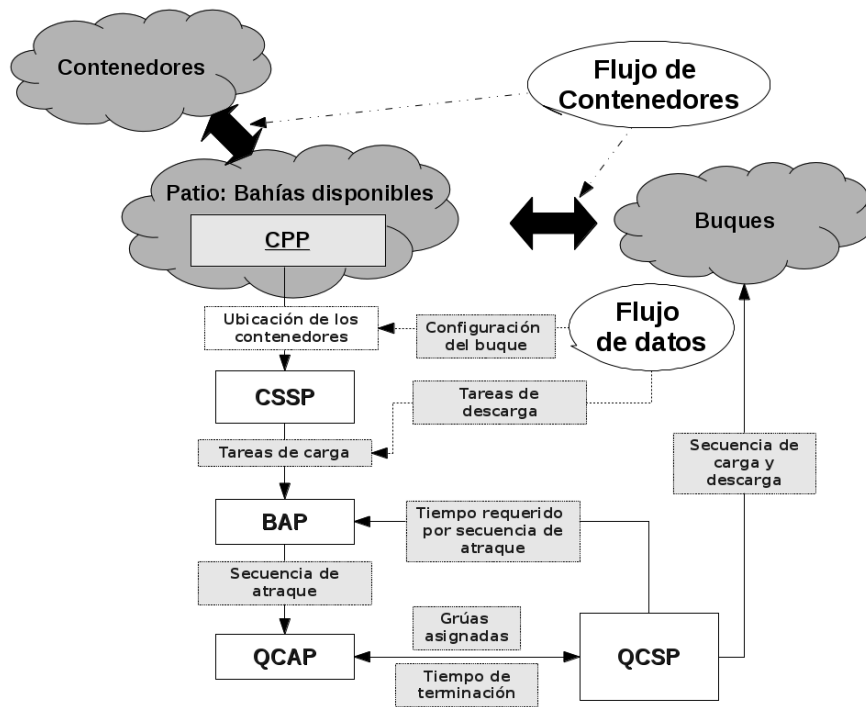 Contenedores
Flujo de
Contenedores
Patio: Bahías disponibles
CPP
Buques
Ubicación de los
contenedores
Configuración
del buque
Flujo
de datos
CSSP
Tareas de
descarga
Tareas de carga
Secuencia de
carga y
descarga
BAP
Tiempo requerido
por secuencia de
atraque
Secuencia de
atraque
Grúas
asignadas
QCAP
QCSP
Tiempo de
terminación